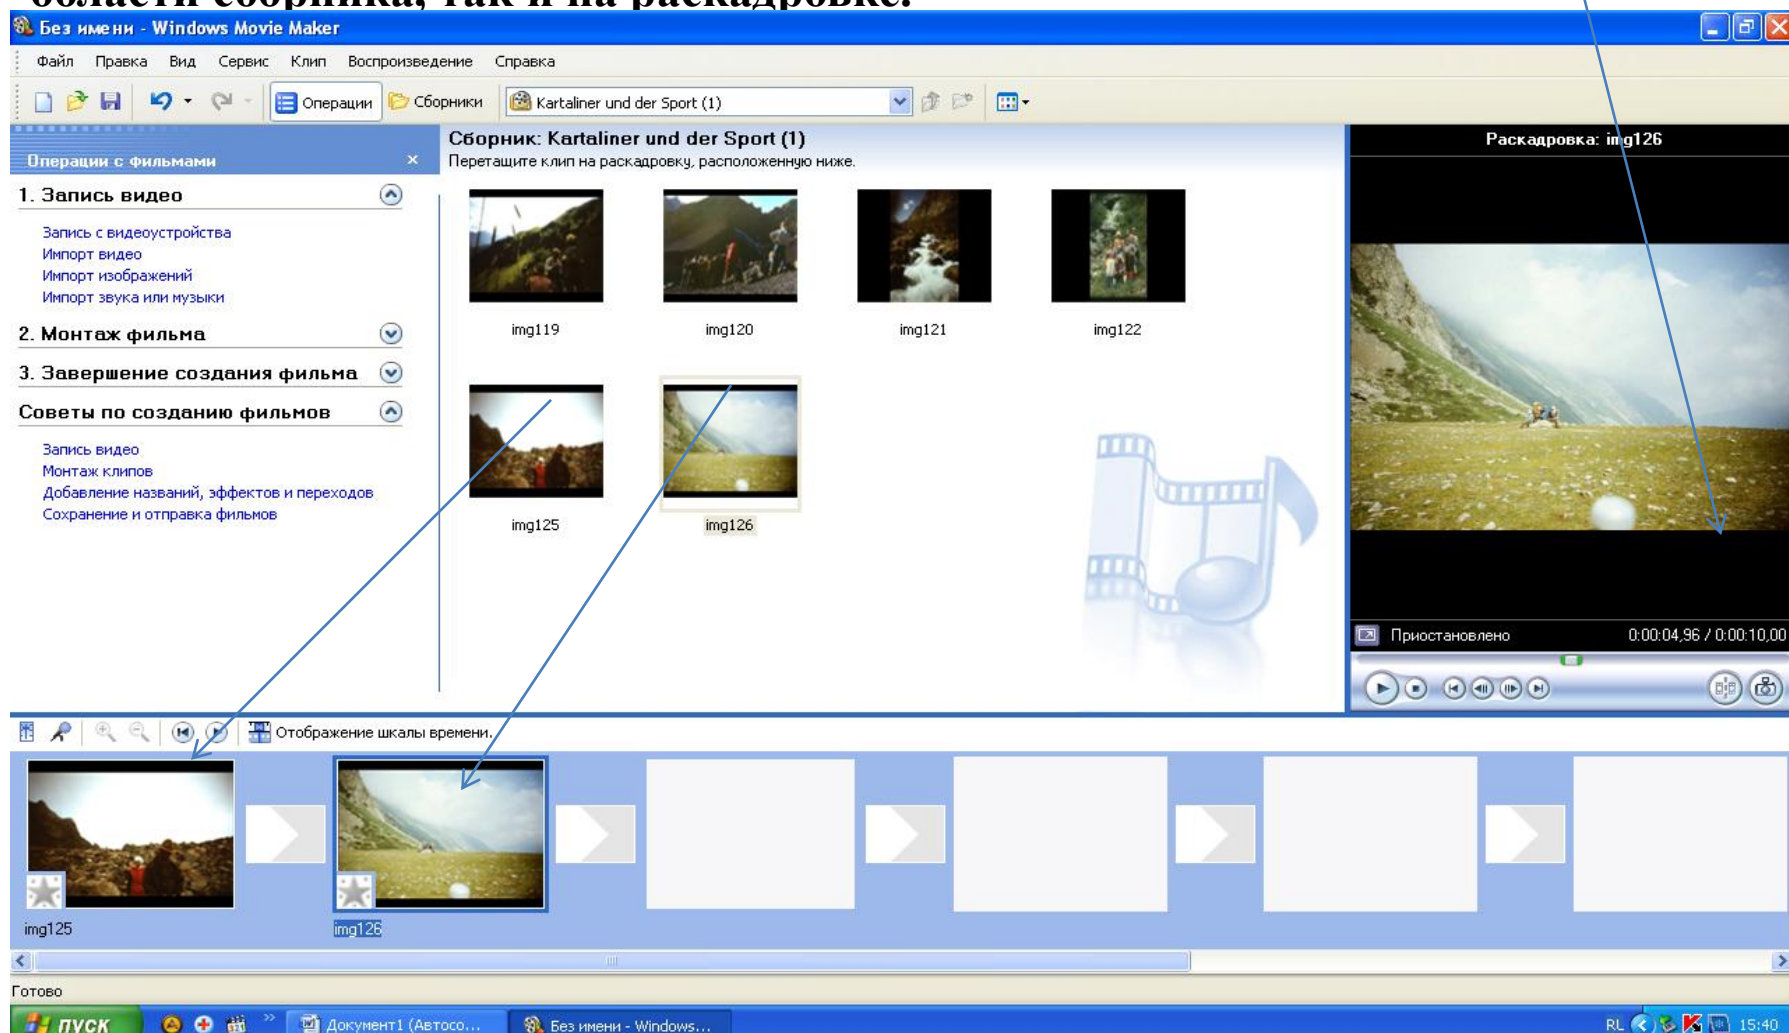 области сборника, так и на раскадровке.
Без имени - Windows Movie Maker
Файл Правка Вид Сервис Клип Воспроизведение Справка
Операции Сборники Kartaliner und der Sport (1)
Операции с фильмами
1. Запись видео
Запись с видеоустройства
Импорт видео
Импорт изображений
Импорт звука или музыки
2. Монтаж фильма
3. Завершение создания фильма
Советы по созданию фильмов
Запись видео
Монтаж клипов
Добавление названий, эффектов и переходов
Сохранение и отправка фильмов
Сборник: Kartaliner und der Sport (1)
Перетащите клип на раскадровку, расположенную ниже.
img119 img120 img121 img122
img125 img126
Раскадровка: img126
Приостановлено 0:00:04,96 / 0:00:10,00
Отображение шкалы времени.
img125 img126
Готово
пуск Документ1 (Автосо... Без имени - Windows... RL 15:40